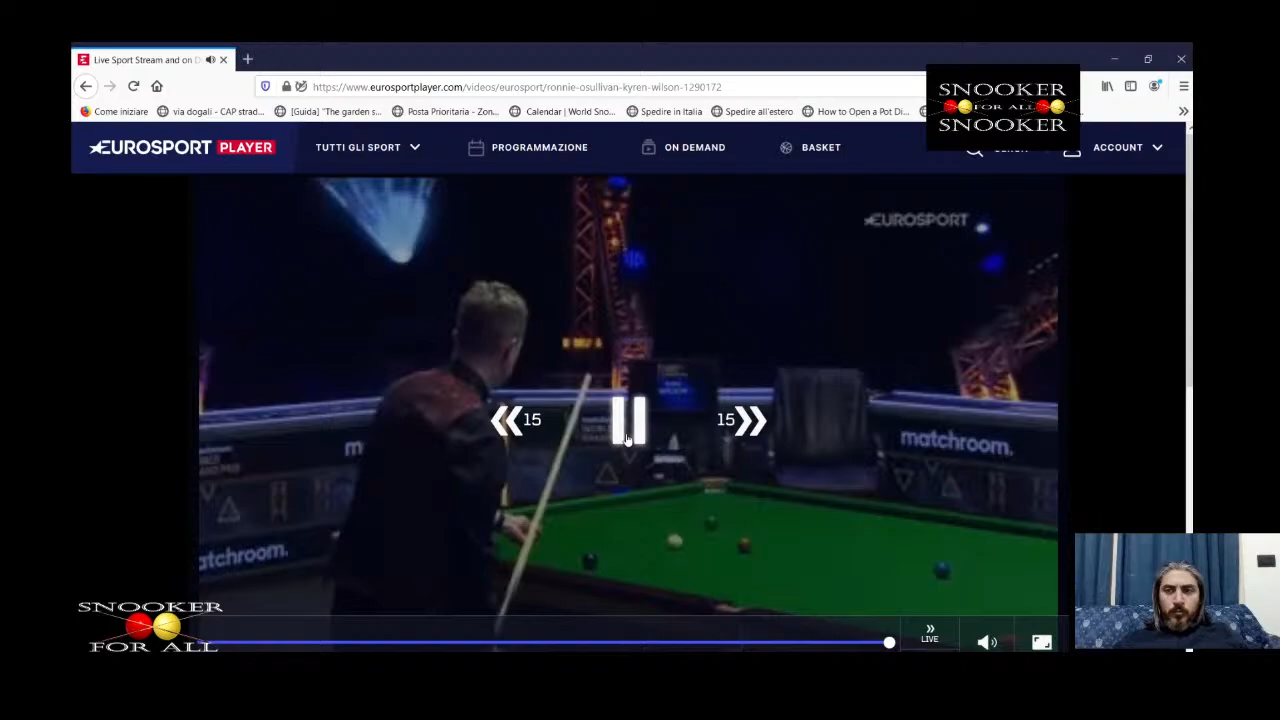 Live Sport Stream and on D
https://www.eurosportplayer.com/videos/eurosport/ronnie-osullivan-kyren-wilson-1290172
SNOOKER
FOR ALL
SNOOKER
Come iniziare
via dogali - CAP strad...
[Guida] "The garden s...
Posta Prioritaria - Zon...
Calendar | World Sno...
Spedire in Italia
Spedire all'estero
How to Open a Pot Di...
EUROSPORT PLAYER
TUTTI GLI SPORT
PROGRAMMAZIONE
ON DEMAND
BASKET
ACCOUNT
EUROSPORT
15
15
matchroom.
atchroom.
SNOOKER
FOR ALL
LIVE